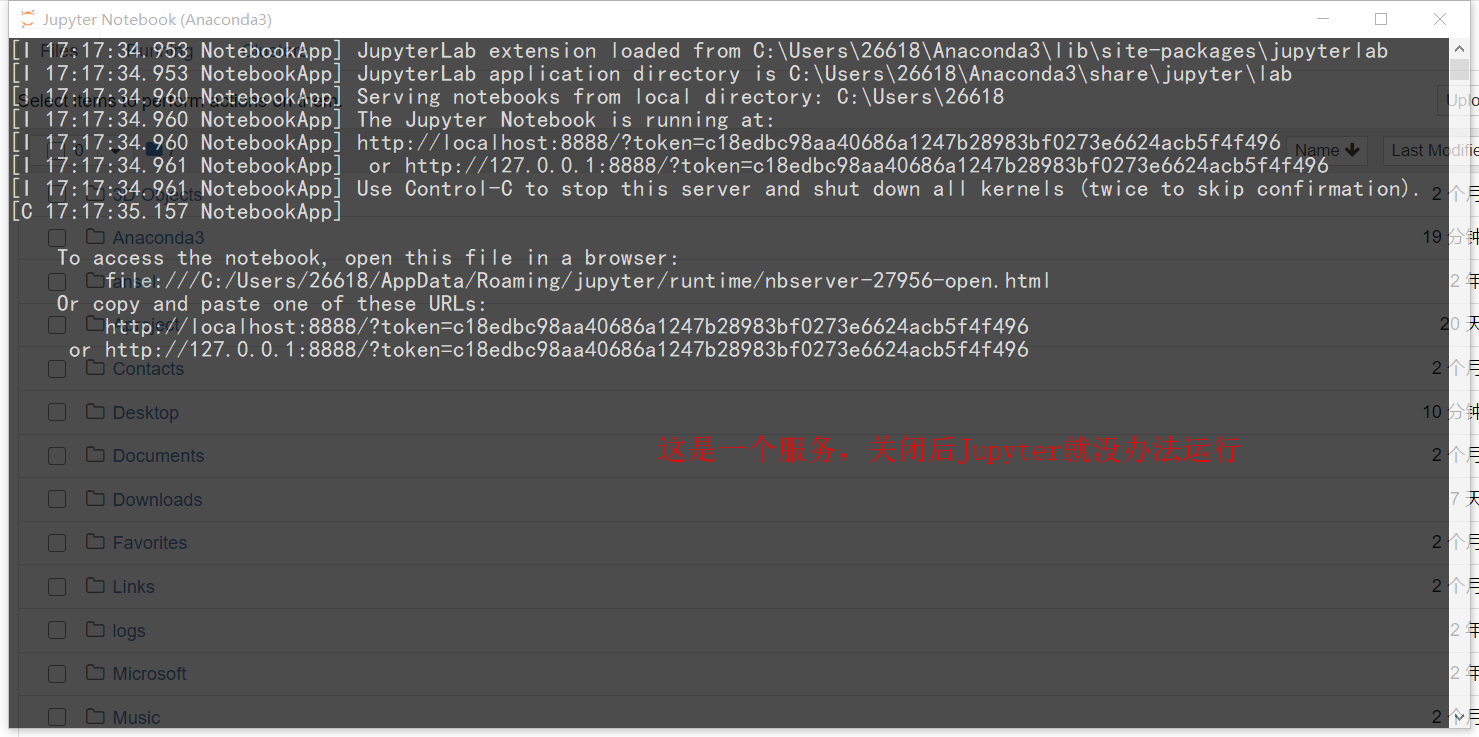 Jupyter Notebook (Anaconda3)
[I 17:17:34.953 NotebookApp] JupyterLab extension loaded from C:\Users\26618\Anaconda3\lib\site-packages\jupyterlab
[I 17:17:34.953 NotebookApp] JupyterLab application directory is C:\Users\26618\Anaconda3\share\jupyter\lab
[I 17:17:34.960 NotebookApp] Serving notebooks from local directory: C:\Users\26618
[I 17:17:34.960 NotebookApp] The Jupyter Notebook is running at:
[I 17:17:34.960 NotebookApp] http://localhost:8888/?token=c18edbc98aa40686a1247b28983bf0273e6624acb5f4f496
[I 17:17:34.961 NotebookApp]  or http://127.0.0.1:8888/?token=c18edbc98aa40686a1247b28983bf0273e6624acb5f4f496
[I 17:17:34.961 NotebookApp] Use Control-C to stop this server and shut down all kernels (twice to skip confirmation).
[C 17:17:35.157 NotebookApp]
To access the notebook, open this file in a browser:
file:///C:/Users/26618/AppData/Roaming/jupyter/runtime/nbserver-27956-open.html
Or copy and paste one of these URLs:
http://localhost:8888/?token=c18edbc98aa40686a1247b28983bf0273e6624acb5f4f496
or http://127.0.0.1:8888/?token=c18edbc98aa40686a1247b28983bf0273e6624acb5f4f496
这是一个服务，关闭后jupyter就没办法运行
Select items to perform actions on them.
Name
3D Objects
2 个月
Anaconda3
19 分钟
2 年
20 天
Contacts
2 个月
Desktop
10 分钟
Documents
2 个月
Downloads
7 天
Favorites
2 个月
Links
2 个月
logs
2 年
Microsoft
2 年
Music
2 个月